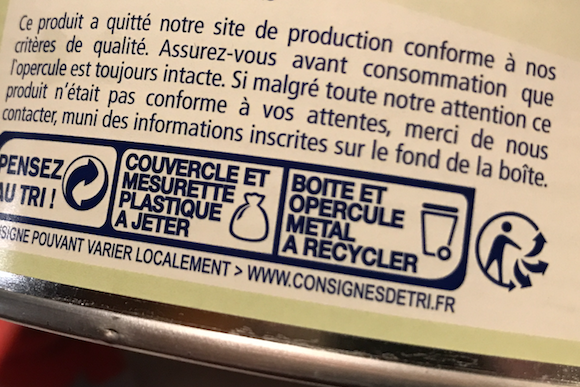 Ce produit a quitté notre site de production conforme à nos
critères de qualité. Assurez-vous avant consommation que
l'opercule est toujours intacte. Si malgré toute notre attention ce
produit n'était pas conforme à vos attentes, merci de nous
contacter, muni des informations inscrites sur le fond de la boîte.
PENSEZ
AU TRI !
COUVERCLE ET
MESURETTE
PLASTIQUE
A JETER
BOITE ET
OPERCULE
METAL
A RECYCLER
SIGNE POUVANT VARIER LOCALEMENT > WWW.CONSIGNESDETRI.FR